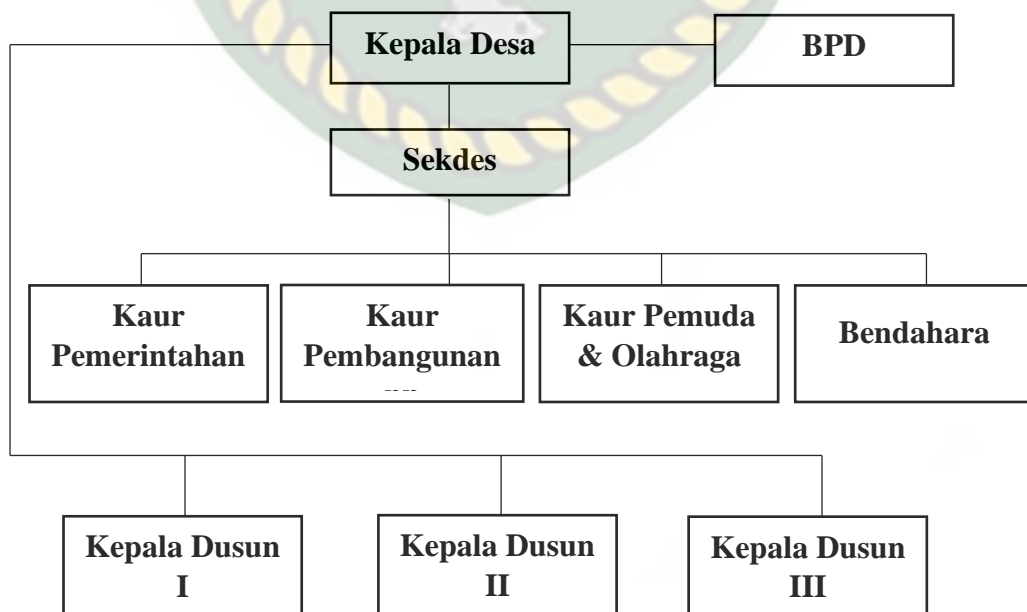 Kepala Desa
BPD
Sekdes
Kaur
Pemerintahan
Kaur
Pembangunan
Kaur Pemuda
& Olahraga
Bendahara
Kepala Dusun
I
Kepala Dusun
II
Kepala Dusun
III